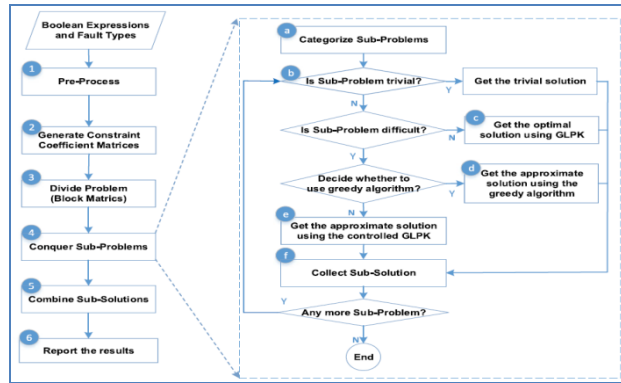 Boolean Expressions
and Fault Types
1
Pre-Process
2
Generate Constraint
Coefficient Matrices
3
Divide Problem
(Block Matrics)
4
Conquer Sub-Problems
5
Combine Sub-Solutions
6
Report the results
a
Categorize Sub-Problems
b
Is Sub-Problem trivial?
Y
Get the trivial solution
N
Is Sub-Problem difficult?
N
c
Get the optimal
solution using GLPK
Y
Decide whether to
use greedy algorithm?
Y
d
Get the approximate
solution using the
greedy algorithm
N
e
Get the approximate solution
using the controlled GLPK
f
Collect Sub-Solution
Y
Any more Sub-Problem?
N
End